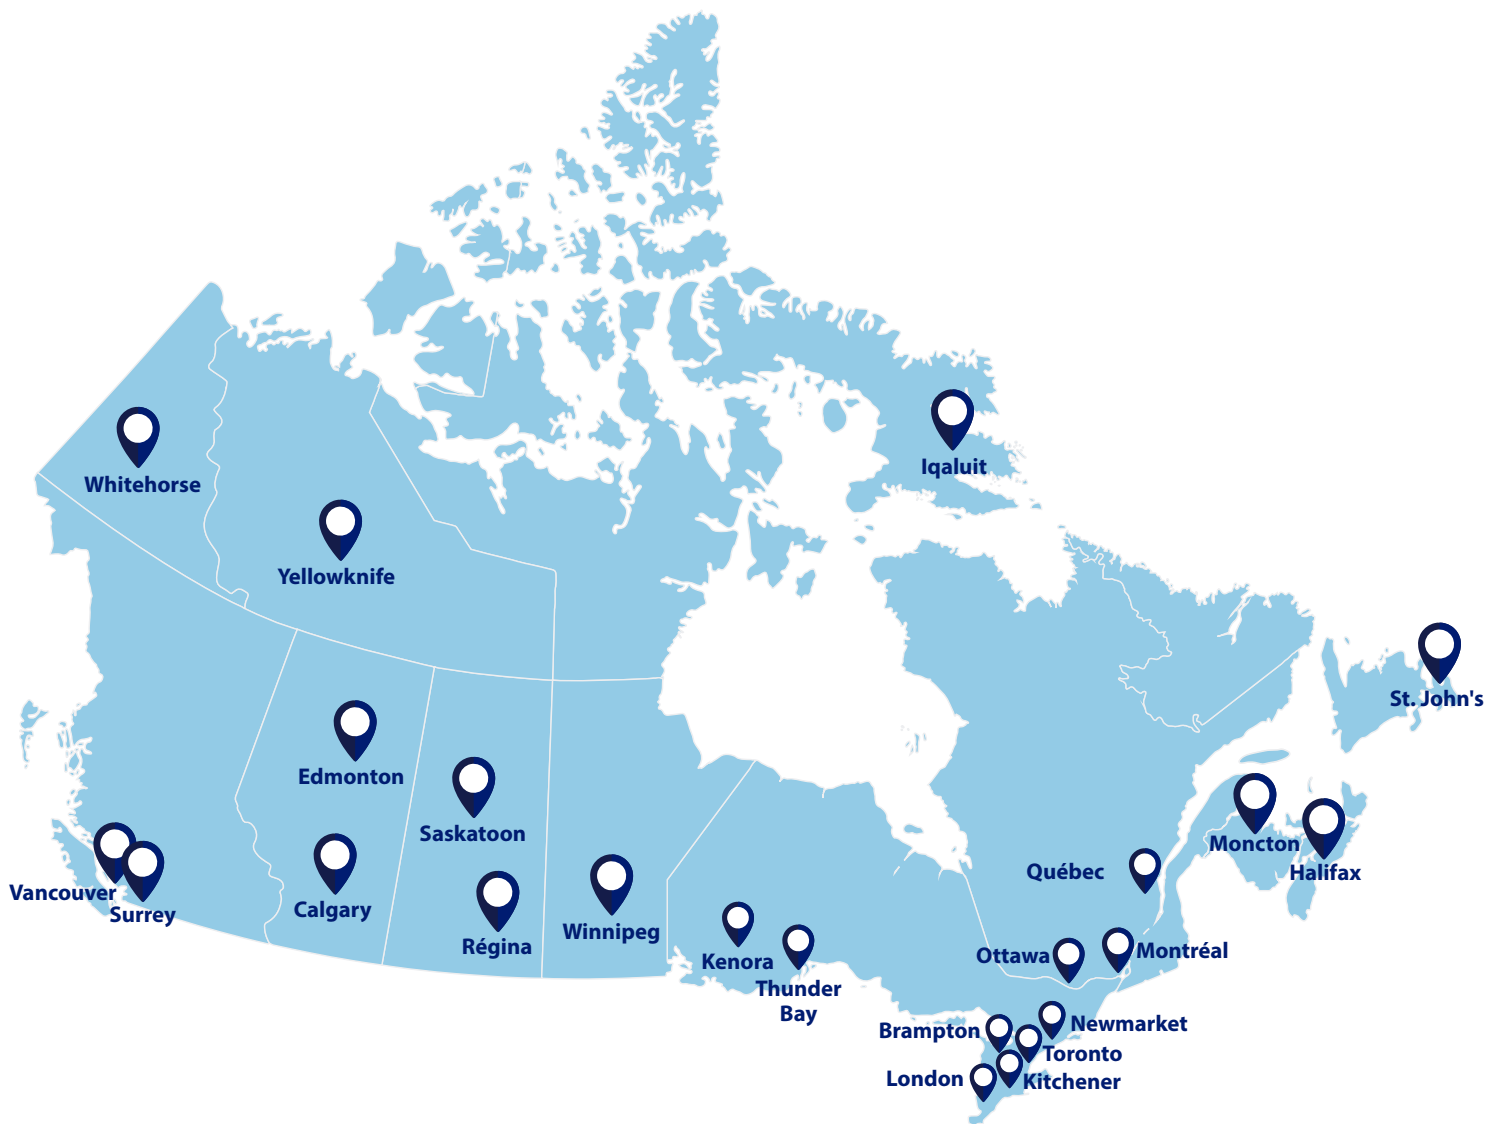 Iqaluit
Whitehorse
Yellowknife
St. John's
Edmonton
Saskatoon
Moncton
Halifax
Québec
Vancouver
Surrey
Calgary
Régina
Winnipeg
Kenora
Thunder
Bay
Ottawa
Montréal
Newmarket
Brampton
Toronto
London
Kitchener